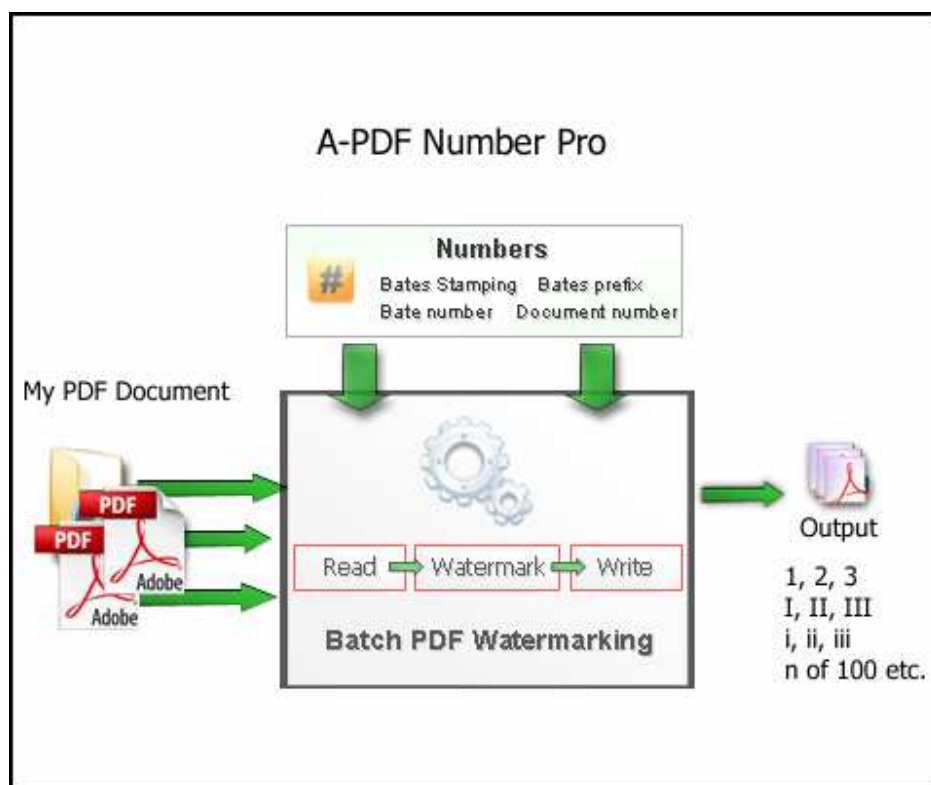 A-PDF Number Pro
Numbers
#
Bates Stamping Bates prefix
Bate number Document number
My PDF Document
PDF
PDF
Adobe
Adobe
Read Watermark Write
Batch PDF Watermarking
Output
1, 2, 3
I, II, III
i, ii, iii
n of 100 etc.